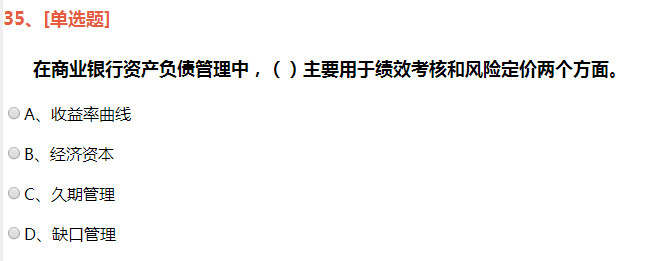 35、[单选题]
在商业银行资产负债管理中，( ）主要用于绩效考核和风险定价两个方面。
A、收益率曲线
B、经济资本
C、久期管理
D、缺口管理